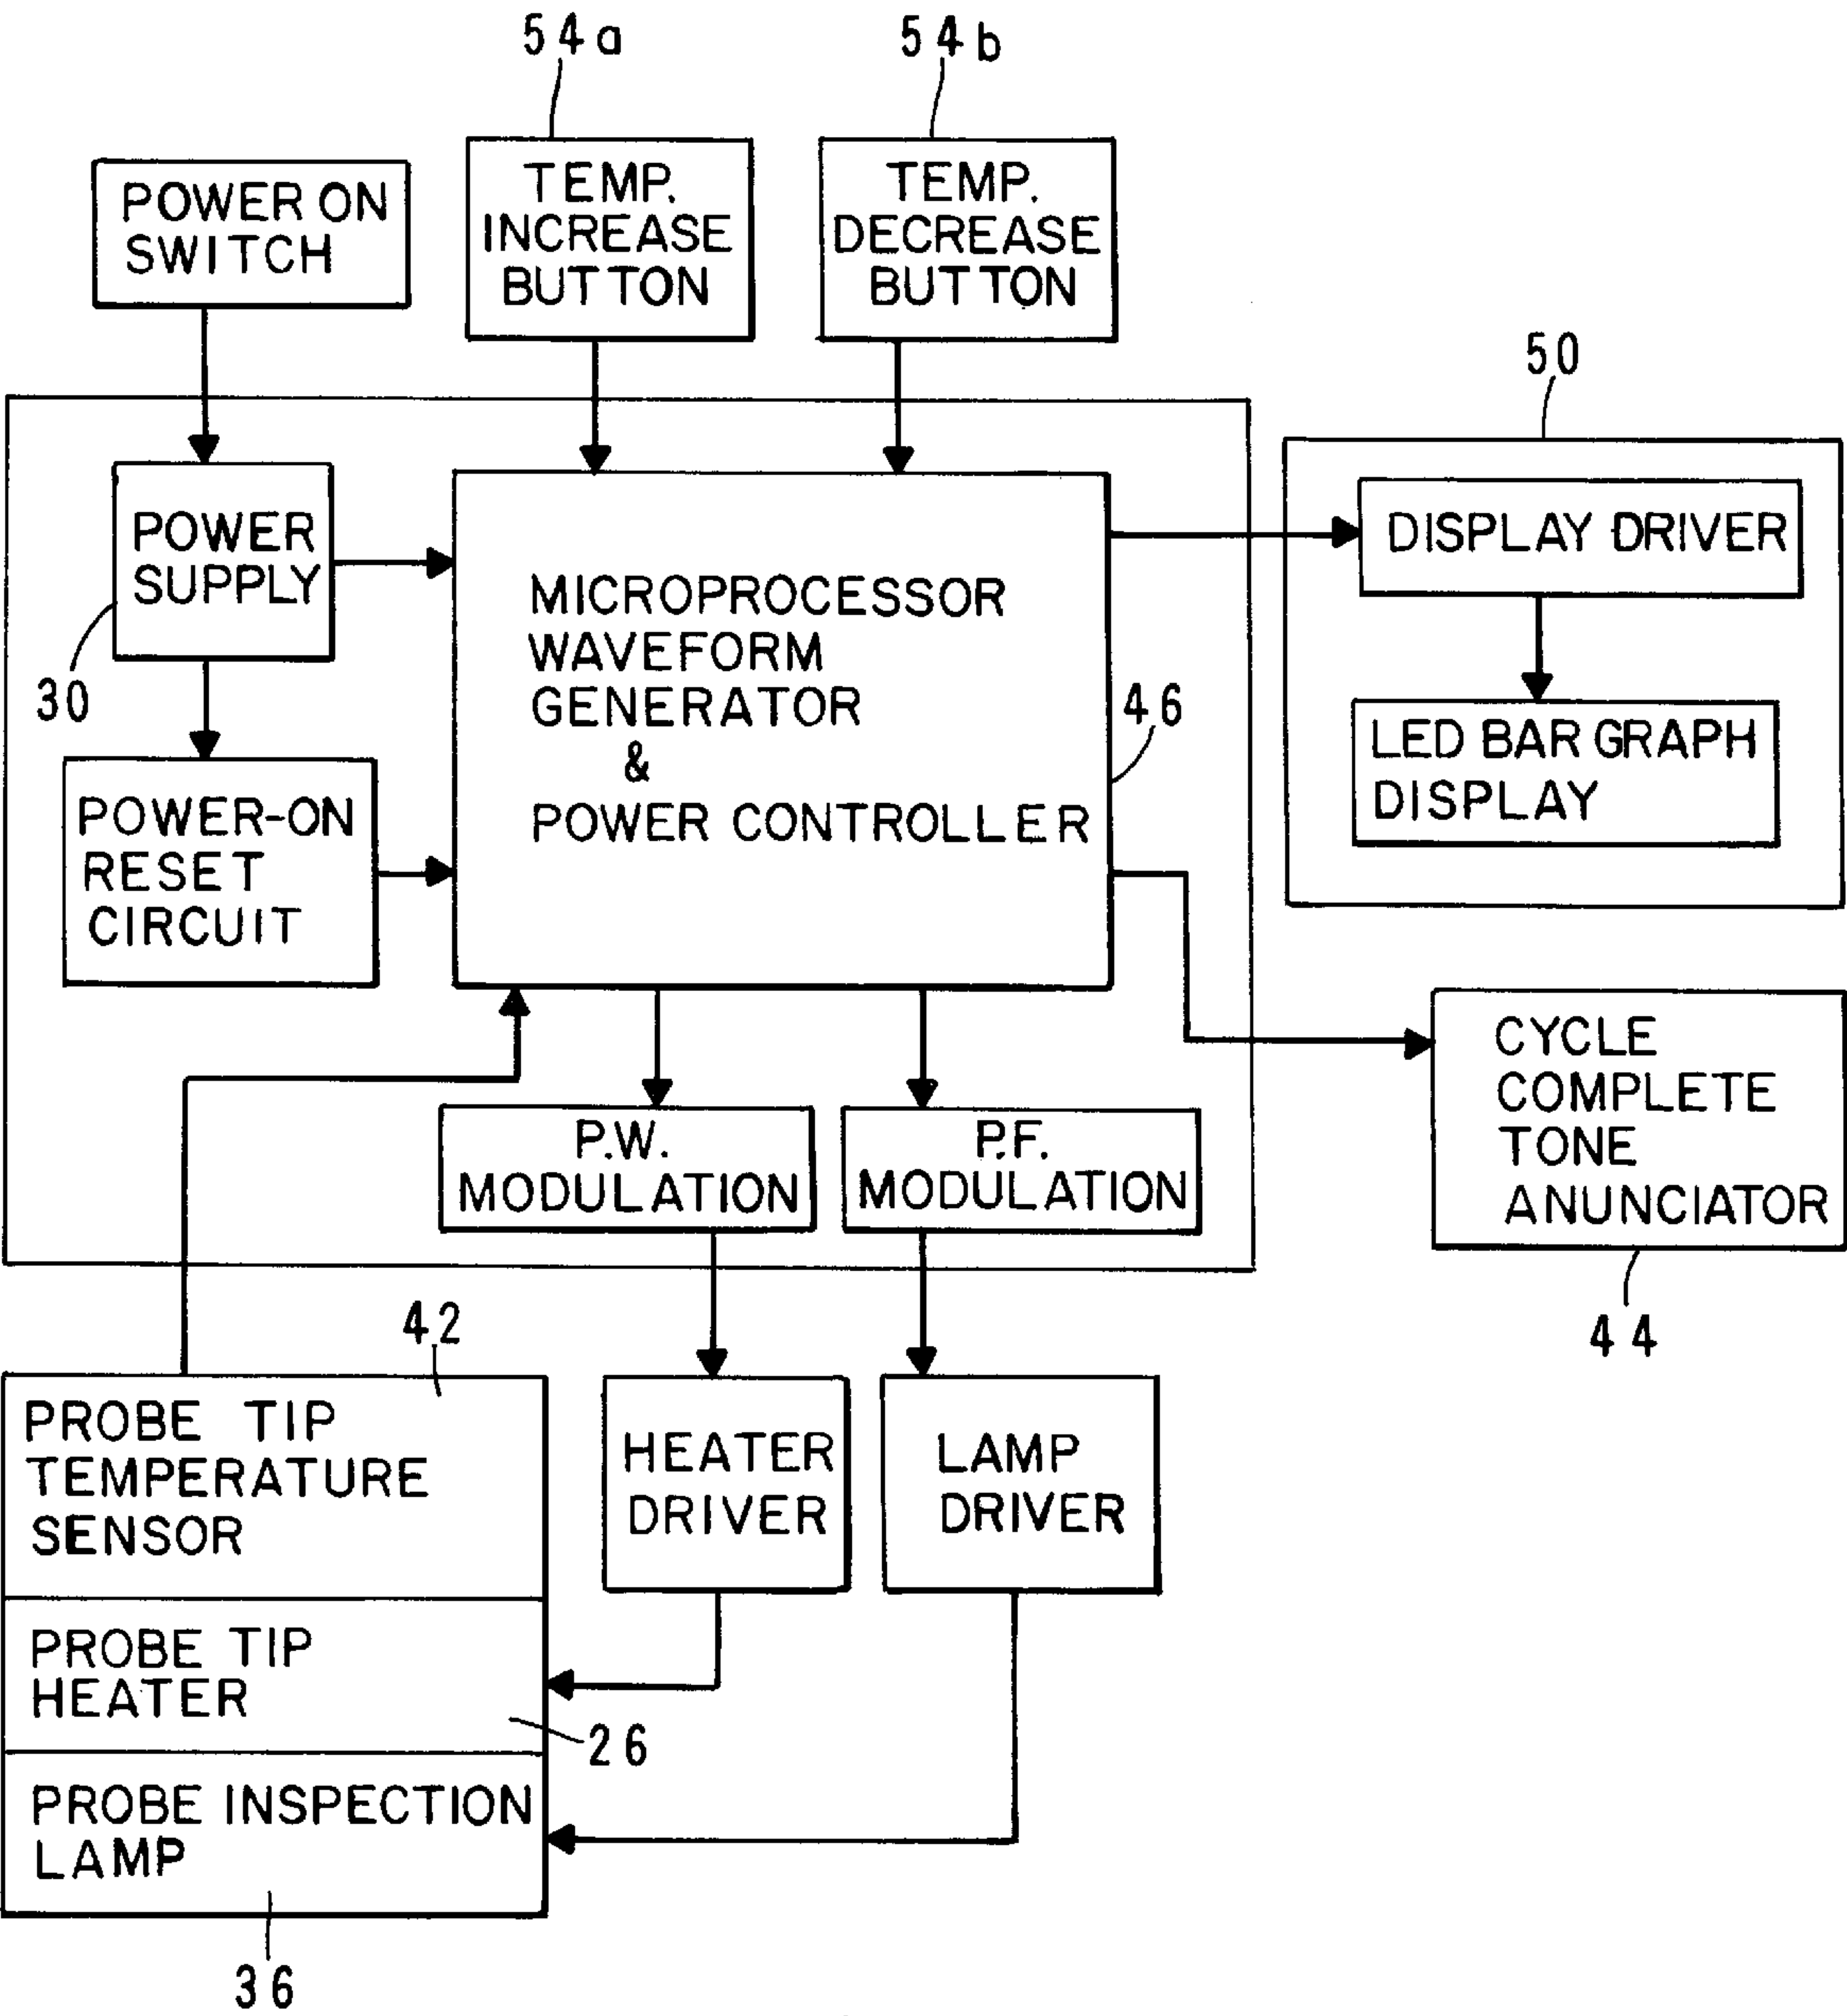 54a
54b
POWER ON
SWITCH
TEMP.
INCREASE
BUTTON
TEMP.
DECREASE
BUTTON
50
POWER
SUPPLY
30
MICROPROCESSOR
WAVEFORM
GENERATOR
&
POWER CONTROLLER
46
DISPLAY DRIVER
LED BAR GRAPH
DISPLAY
POWER-ON
RESET
CIRCUIT
CYCLE
COMPLETE
TONE
ANUNCIATOR
44
P.W.
MODULATION
P.F.
MODULATION
42
PROBE TIP
TEMPERATURE
SENSOR
HEATER
DRIVER
LAMP
DRIVER
PROBE TIP
HEATER
26
PROBE INSPECTION
LAMP
36